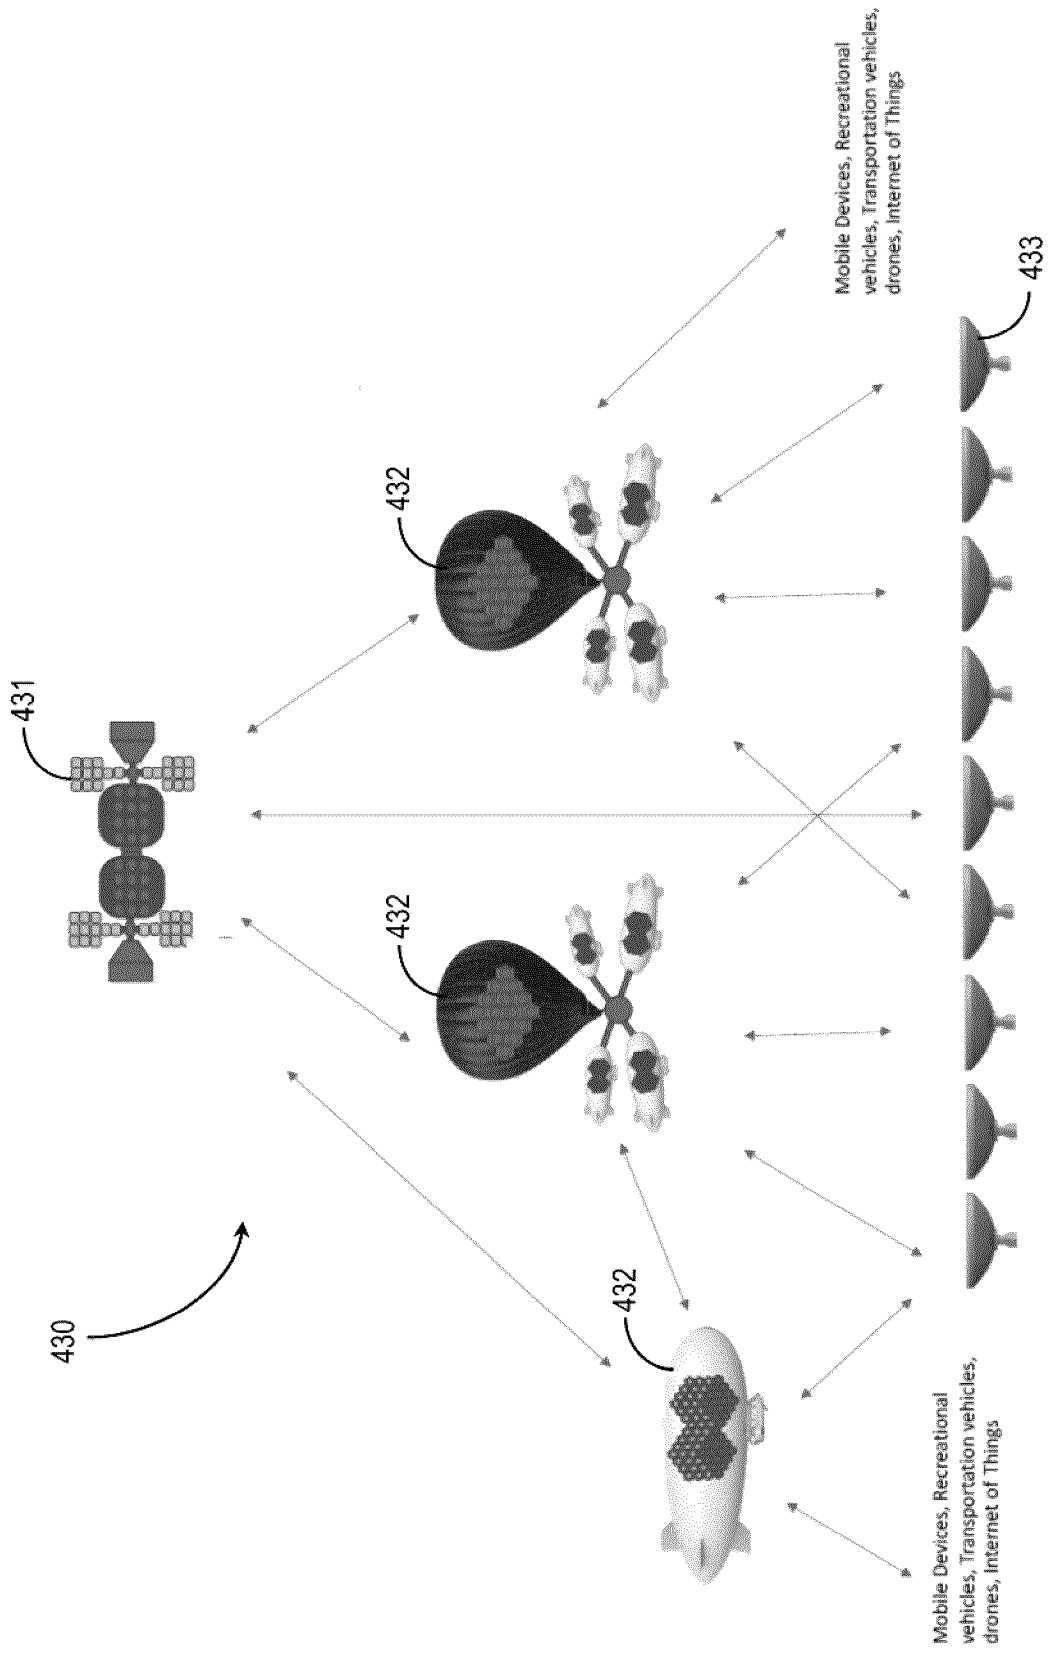 430
431
432
432
432
Mobile Devices, Recreational
vehicles, Transportation vehicles,
drones, Internet of Things
Mobile Devices, Recreational
vehicles, Transportation vehicles,
drones, Internet of Things
433